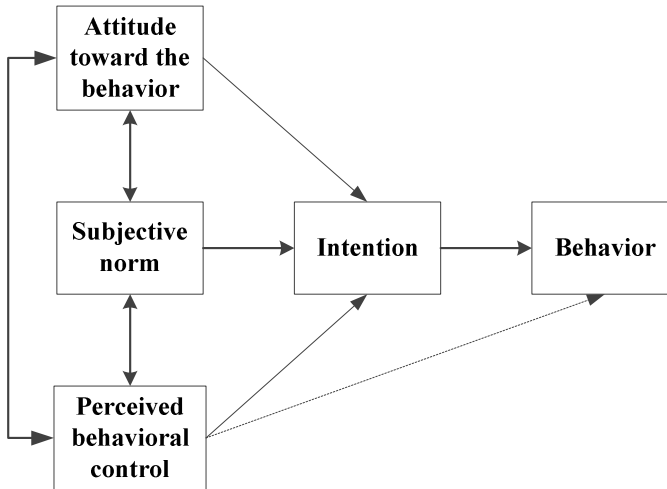 Attitude
toward the
behavior
Subjective
norm
Intention
Behavior
Perceived
behavioral
control